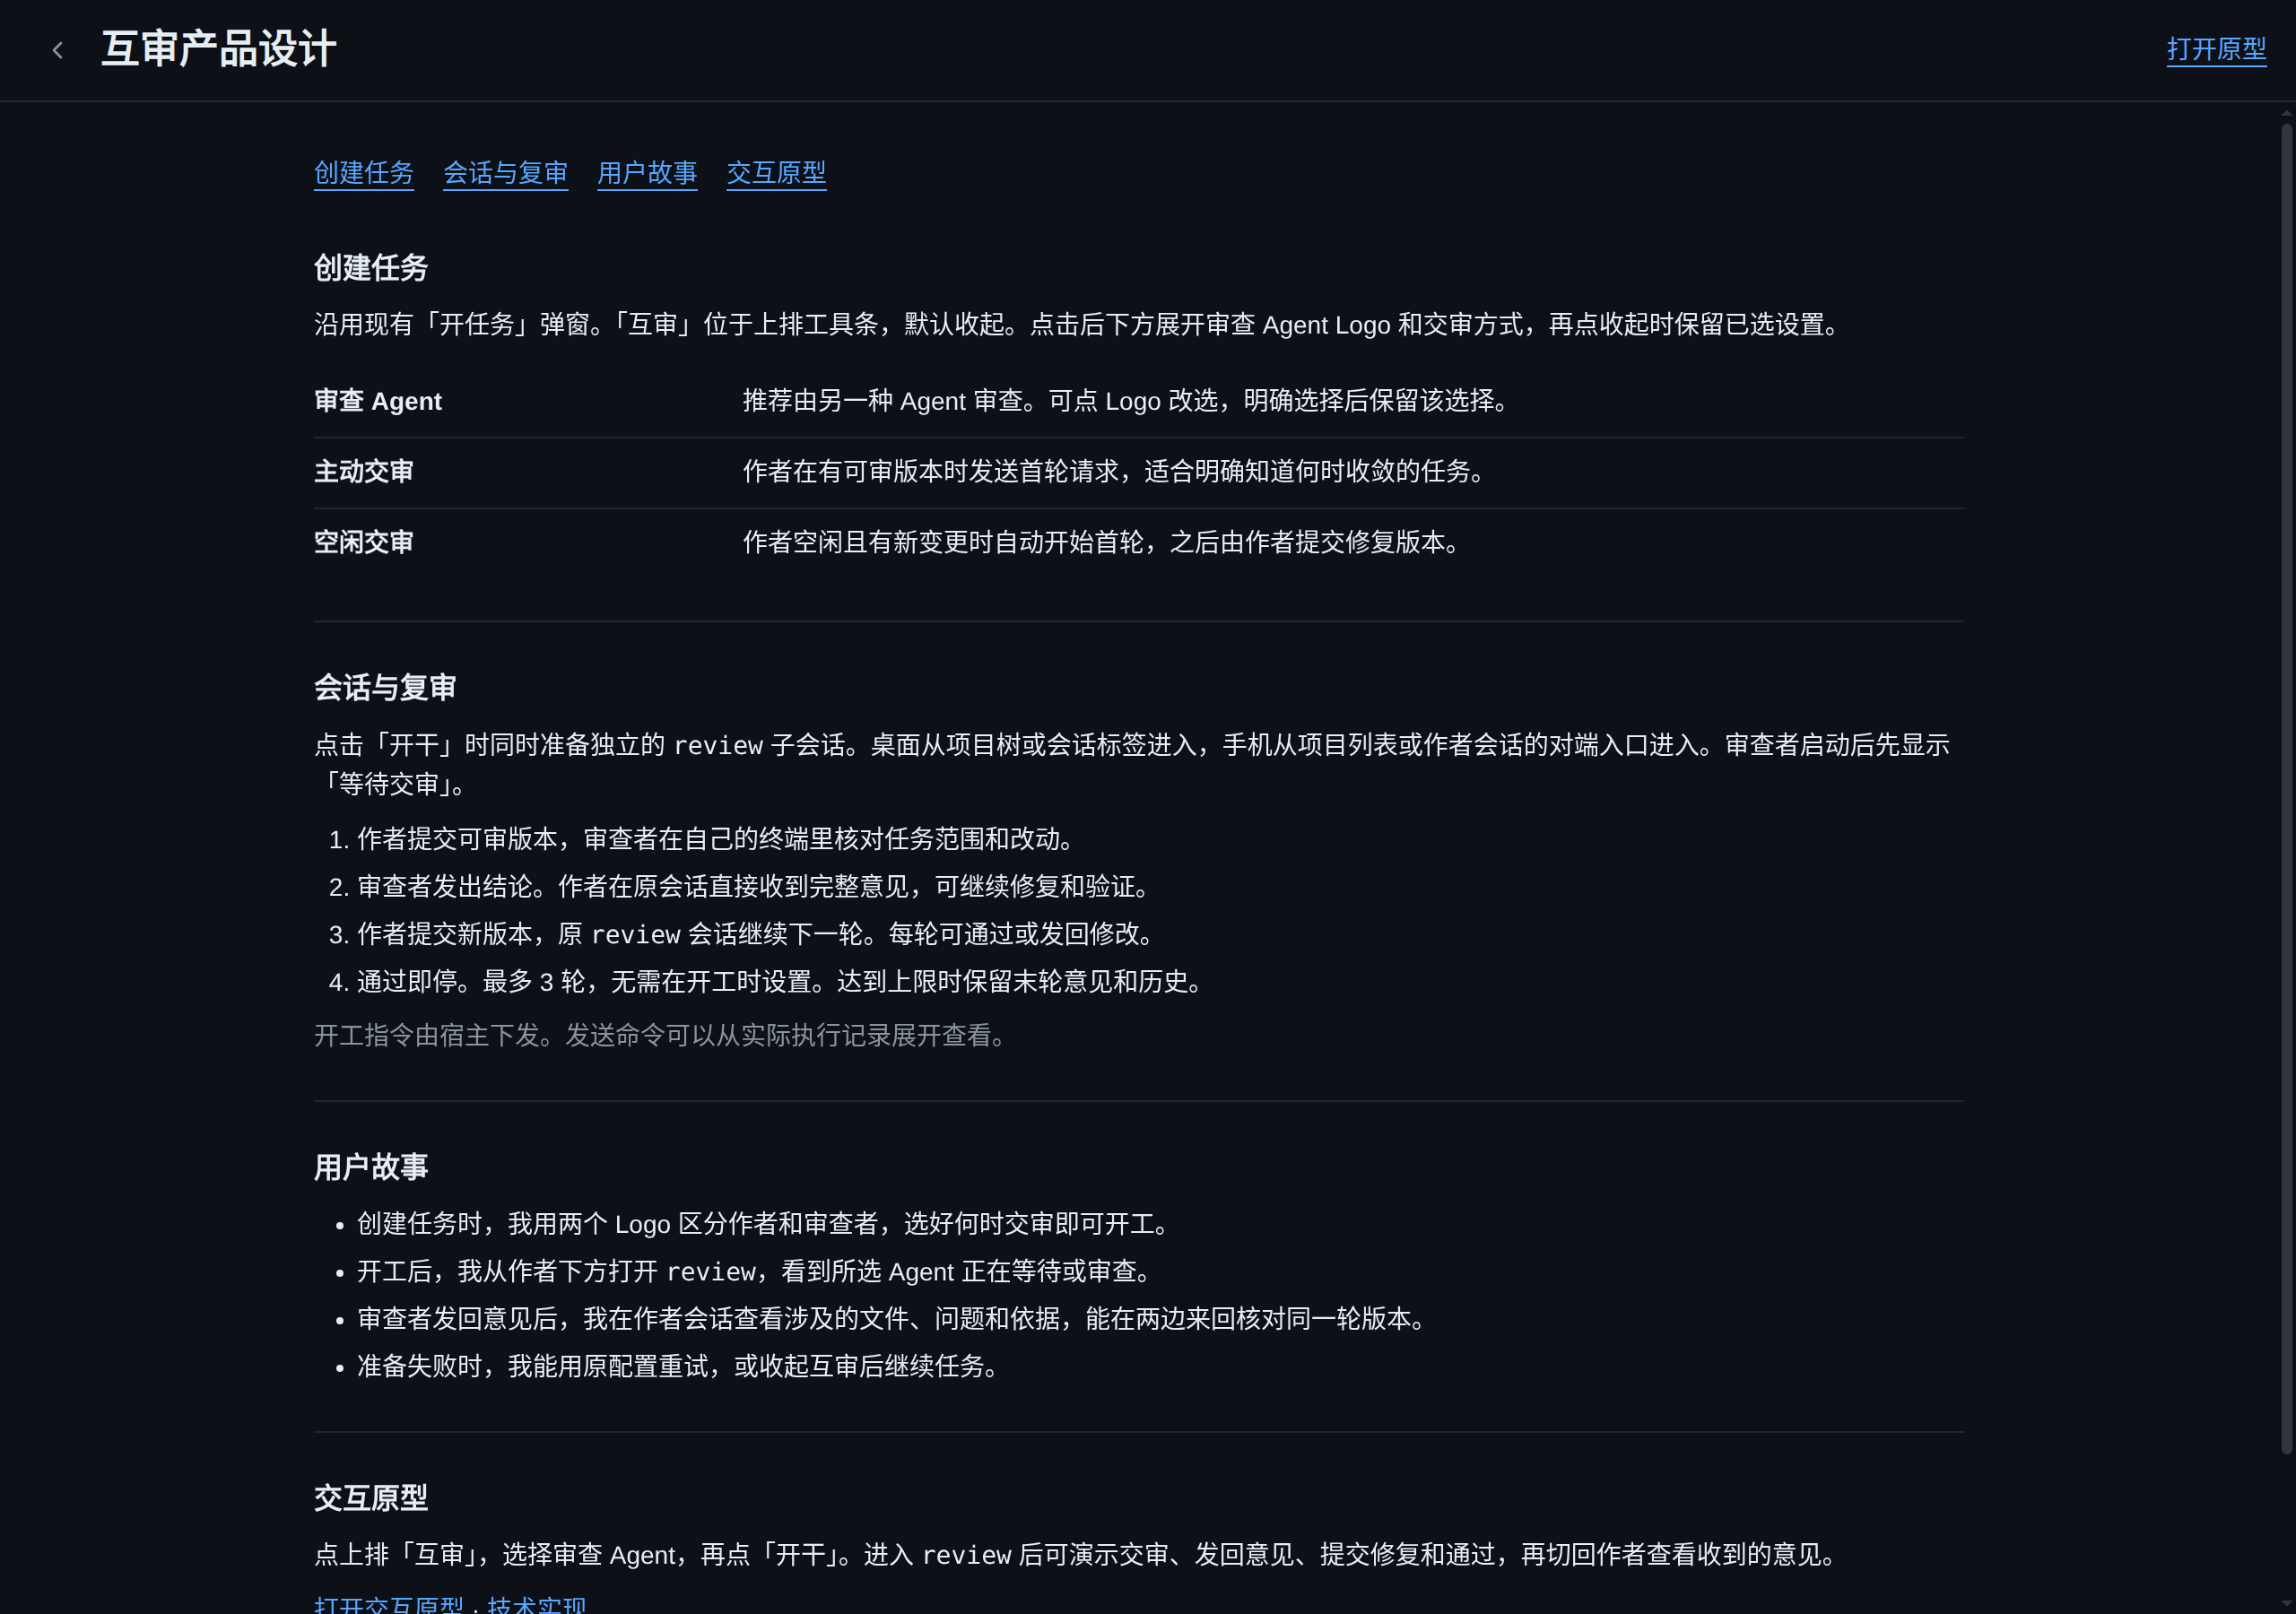 互审产品设计
打开原型
创建任务 会话与复审 用户故事 交互原型
创建任务
沿用现有「开任务」弹窗。「互审」位于上排工具条，默认收起。点击后下方展开审查 Agent Logo 和交审方式，再点收起时保留已选设置。
审查 Agent 推荐由另一种 Agent 审查。可点 Logo 改选，明确选择后保留该选择。
主动交审 作者在有可审版本时发送首轮请求，适合明确知道何时收敛的任务。
空闲交审 作者空闲且有新变更时自动开始首轮，之后由作者提交修复版本。
会话与复审
点击「开干」时同时准备独立的 review 子会话。桌面从项目树或会话标签进入，手机从项目列表或作者会话的对端入口进入。审查者启动后先显示
「等待交审」。
1. 作者提交可审版本，审查者在自己的终端里核对任务范围和改动。
2. 审查者发出结论。作者在原会话直接收到完整意见，可继续修复和验证。
3. 作者提交新版本，原 review 会话继续下一轮。每轮可通过或发回修改。
4. 通过即停。最多 3 轮，无需在开工时设置。达到上限时保留末轮意见和历史。
开工指令由宿主下发。发送命令可以从实际执行记录展开查看。
用户故事
• 创建任务时，我用两个 Logo 区分作者和审查者，选好何时交审即可开工。
• 开工后，我从作者下方打开 review，看到所选 Agent 正在等待或审查。
• 审查者发回意见后，我在作者会话查看涉及的文件、问题和依据，能在两边来回核对同一轮版本。
• 准备失败时，我能用原配置重试，或收起互审后继续任务。
交互原型
点上排「互审」，选择审查 Agent，再点「开干」。进入 review 后可演示交审、发回意见、提交修复和通过，再切回作者查看收到的意见。
打开交互原型 · 技术实现